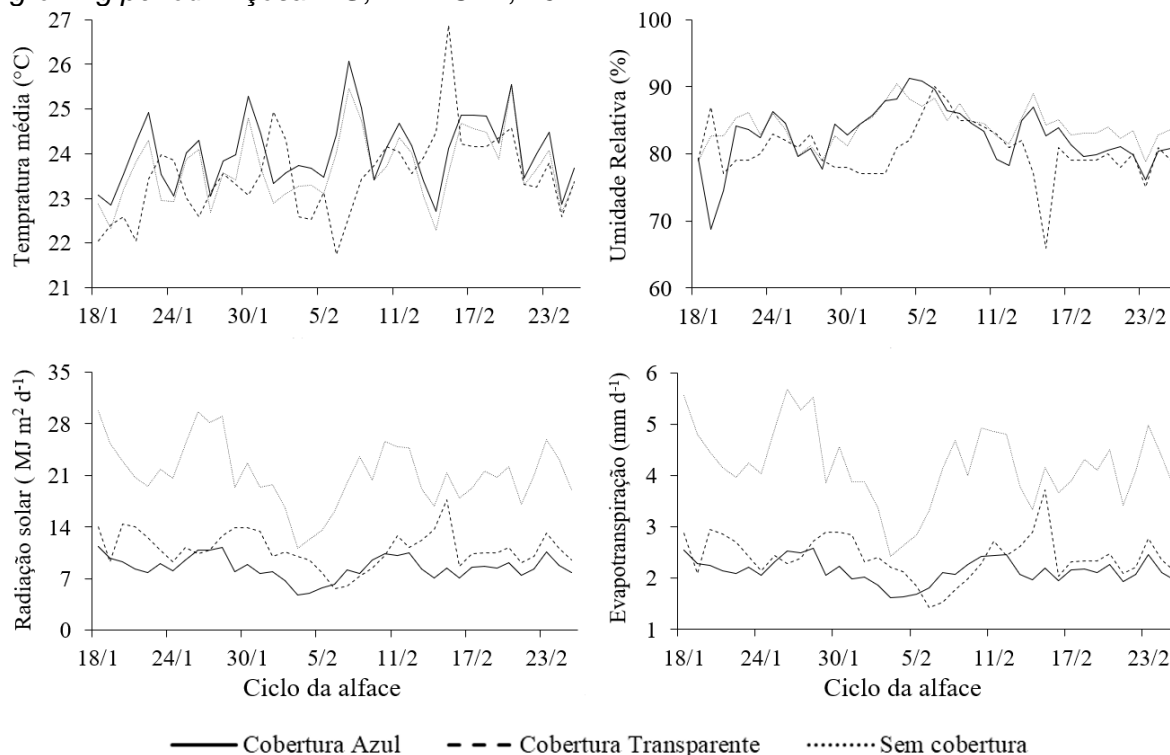 27
26
25
24
23
22
21
Tempratura média (°C)
18/1 24/1 30/1 5/2 11/2 17/2 23/2
100
90
80
70
60
Umidade Relativa (%)
18/1 24/1 30/1 5/2 11/2 17/2 23/2
35
28
21
14
7
0
Radiação solar ( MJ m² d⁻¹)
18/1 24/1 30/1 5/2 11/2 17/2 23/2
Ciclo da alface
6
5
4
3
2
1
Evapotranspiração (mm d⁻¹)
18/1 24/1 30/1 5/2 11/2 17/2 23/2
Ciclo da alface
Cobertura Azul Cobertura Transparente Sem cobertura